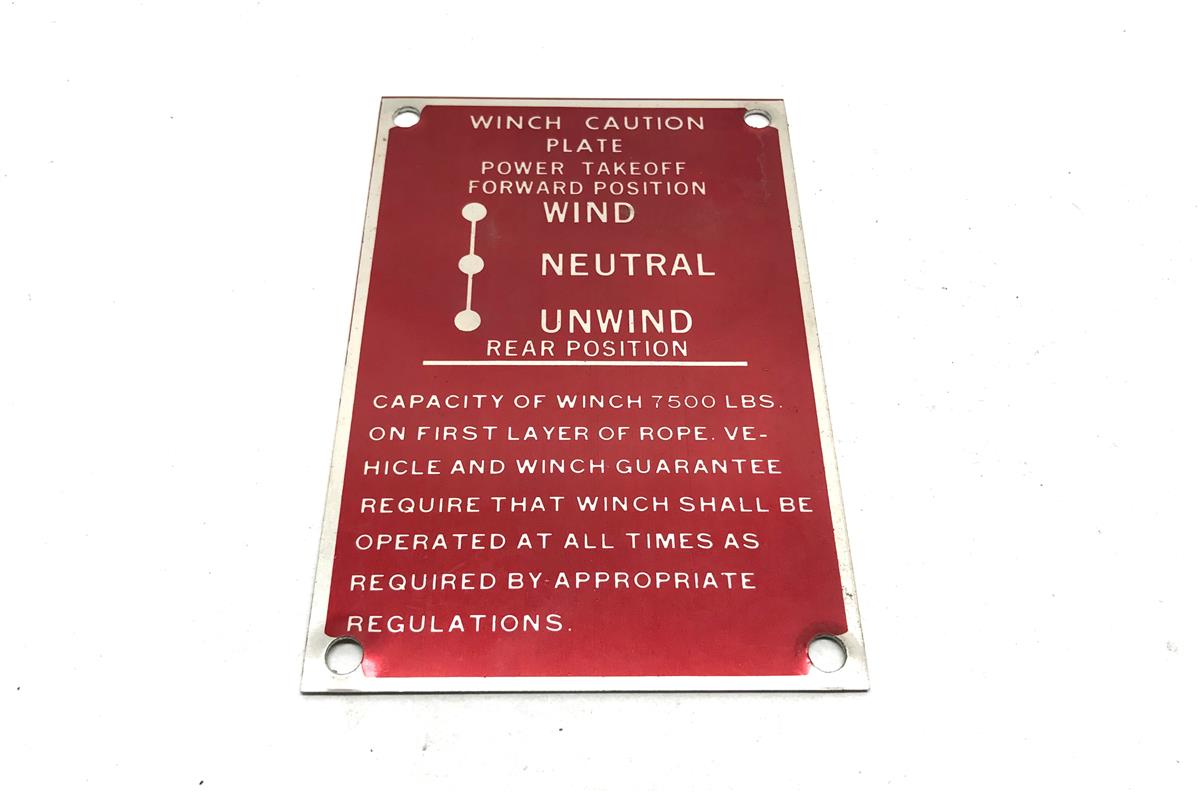 WINCH CAUTION
PLATE
POWER TAKEOFF
FORWARD POSITION
WIND
NEUTRAL
UNWIND
REAR POSITION
CAPACITY OF WINCH 7500 LBS.
ON FIRST LAYER OF ROPE. VE-
HICLE AND WINCH GUARANTEE
REQUIRE THAT WINCH SHALL BE
OPERATED AT ALL TIMES AS
REQUIRED BY APPROPRIATE
REGULATIONS.